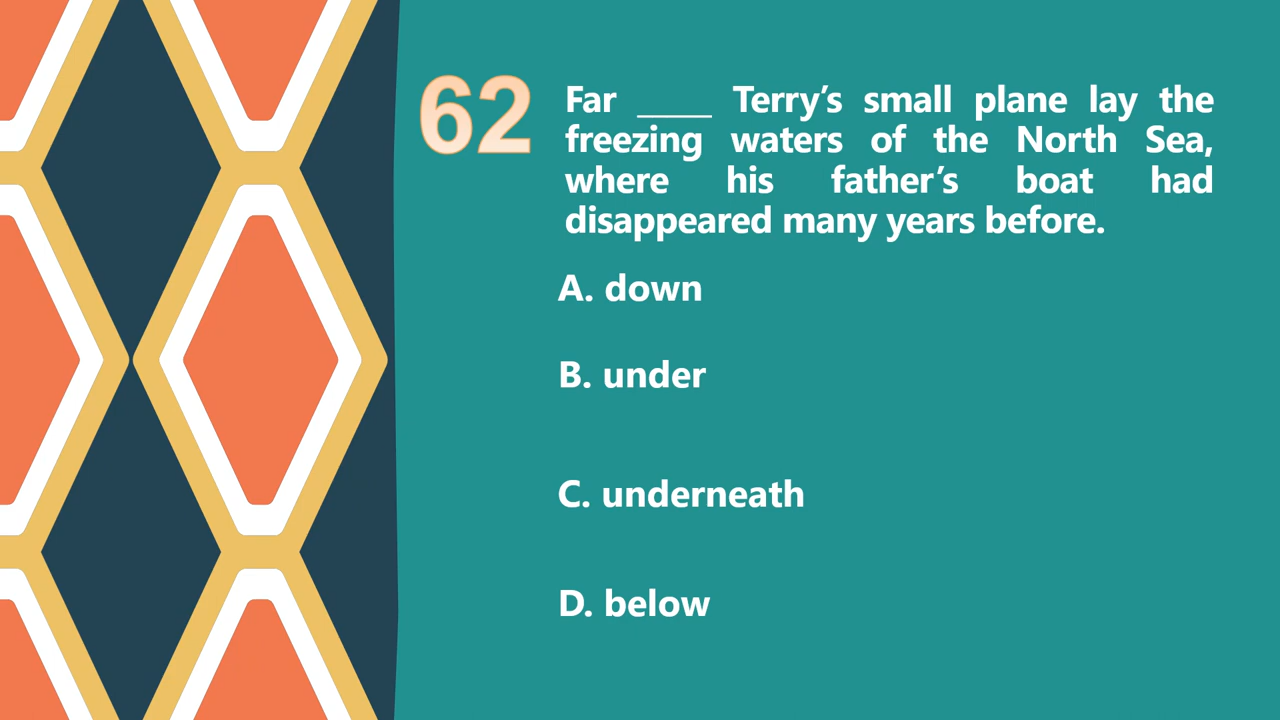 62
Far ____ Terry’s small plane lay the
freezing waters of the North Sea,
where his father’s boat had
disappeared many years before.
A. down
B. under
C. underneath
D. below